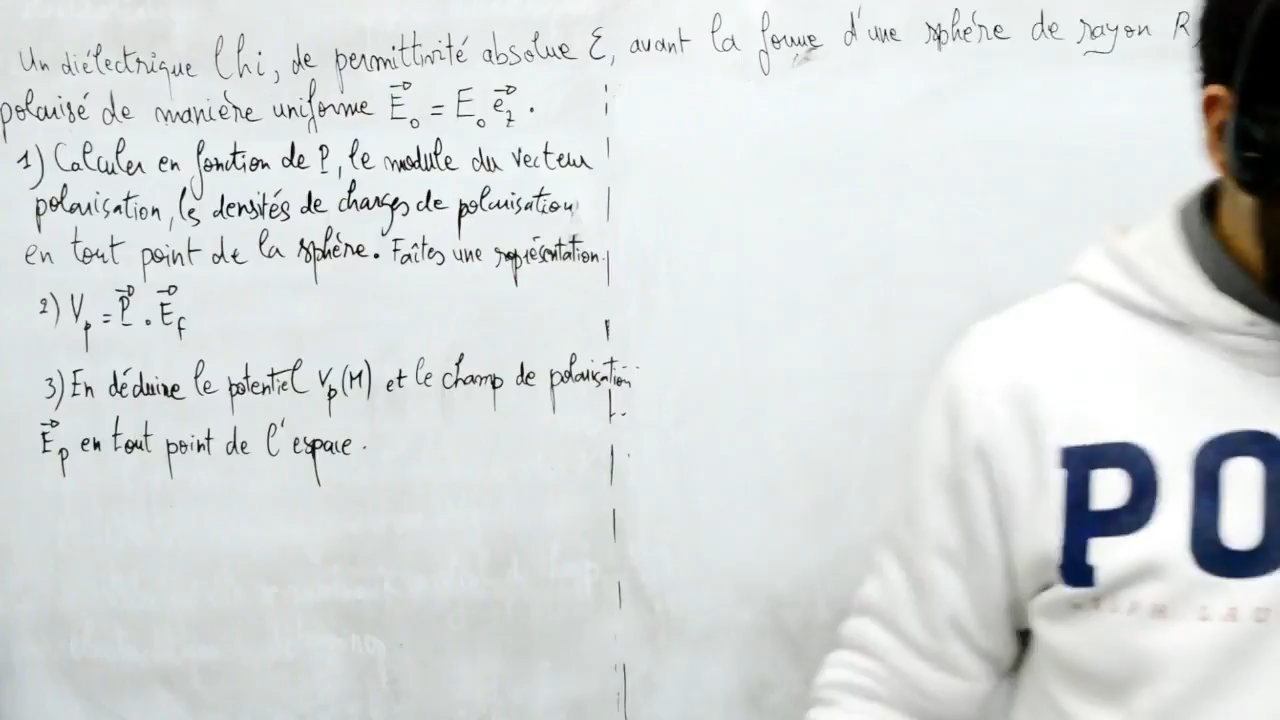 Un diélectrique lhi, de permittivité absolue ε, ayant la forme d'une sphère de rayon R,
polarisé de manière uniforme E⃗₀ = E₀ e⃗z.
1) Calculer en fonction de P, le module du vecteur
polarisation, les densités de charges de polarisation
en tout point de la sphère. Faîtes une représentation.
2) Vp = P⃗ . E⃗f
3) En déduire le potentiel Vp(M) et le champ de polarisation
E⃗p en tout point de l'espace.
PO